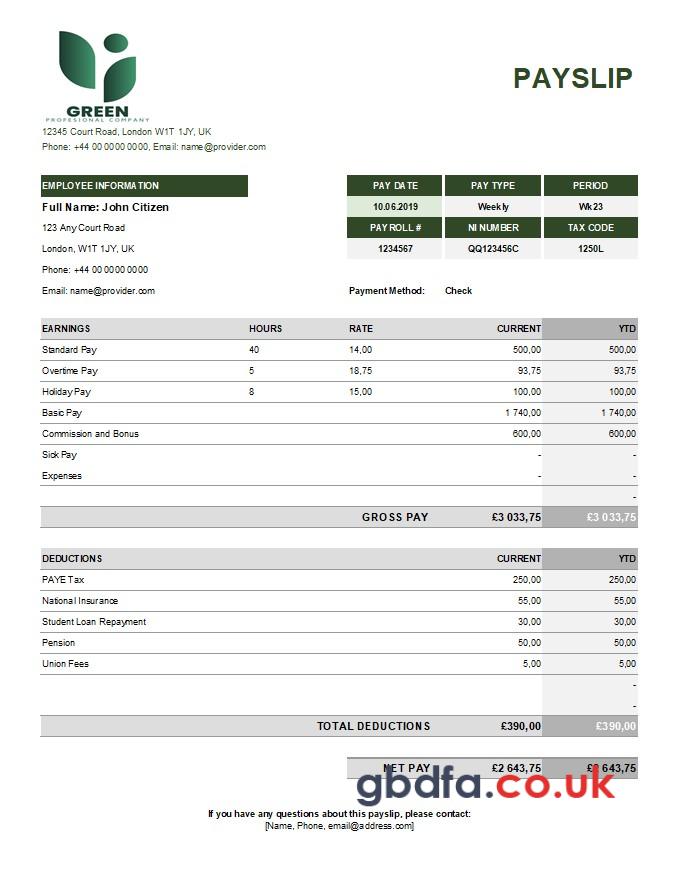 GREEN
PROFESIONAL COMPANY
PAYSLIP
12345 Court Road, London W1T 1JY, UK
Phone: +44 00 0000 0000, Email: name@provider.com
EMPLOYEE INFORMATION PAY DATE PAY TYPE PERIOD
Full Name: John Citizen 10.06.2019 Weekly Wk 23
123 Any Court Road PAYROLL # NI NUMBER TAX CODE
London, W1T 1JY, UK 1234567 QQ123456C 1250L
Phone: +44 00 0000 0000
Email: name@provider.com Payment Method: Check
EARNINGS HOURS RATE CURRENT YTD
Standard Pay 40 14,00 500,00 500,00
Overtime Pay 5 18,75 93,75 93,75
Holiday Pay 8 15,00 100,00 100,00
Basic Pay 1 740,00 1 740,00
Commission and Bonus 600,00 600,00
Sick Pay - -
Expenses - -
-
GROSS PAY £3 033,75 £3 033,75
DEDUCTIONS CURRENT YTD
PAYE Tax 250,00 250,00
National Insurance 55,00 55,00
Student Loan Repayment 30,00 30,00
Pension 50,00 50,00
Union Fees 5,00 5,00
-
-
TOTAL DEDUCTIONS £390,00 £390,00
NET PAY £2 643,75 £2 643,75
gbdfa.co.uk
If you have any questions about this payslip, please contact:
[Name, Phone, email@address.com]